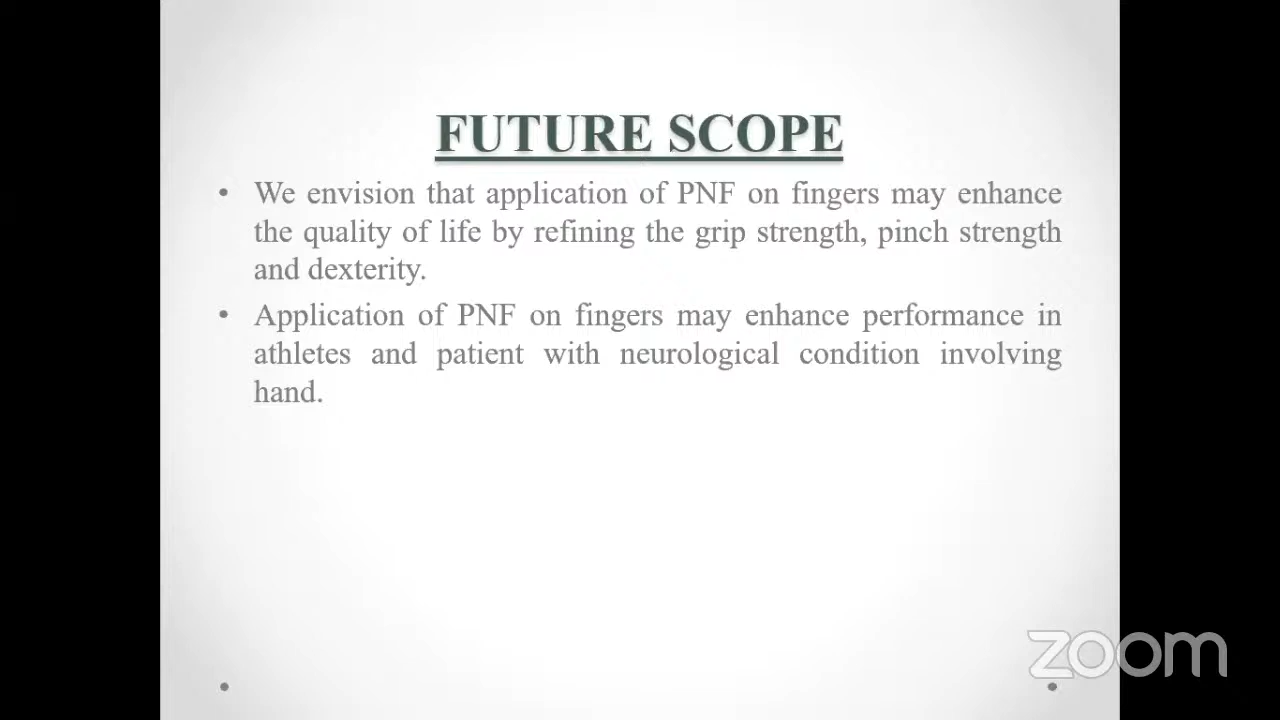 FUTURE SCOPE
• We envision that application of PNF on fingers may enhance
the quality of life by refining the grip strength, pinch strength
and dexterity.
• Application of PNF on fingers may enhance performance in
athletes and patient with neurological condition involving
hand.
zoom